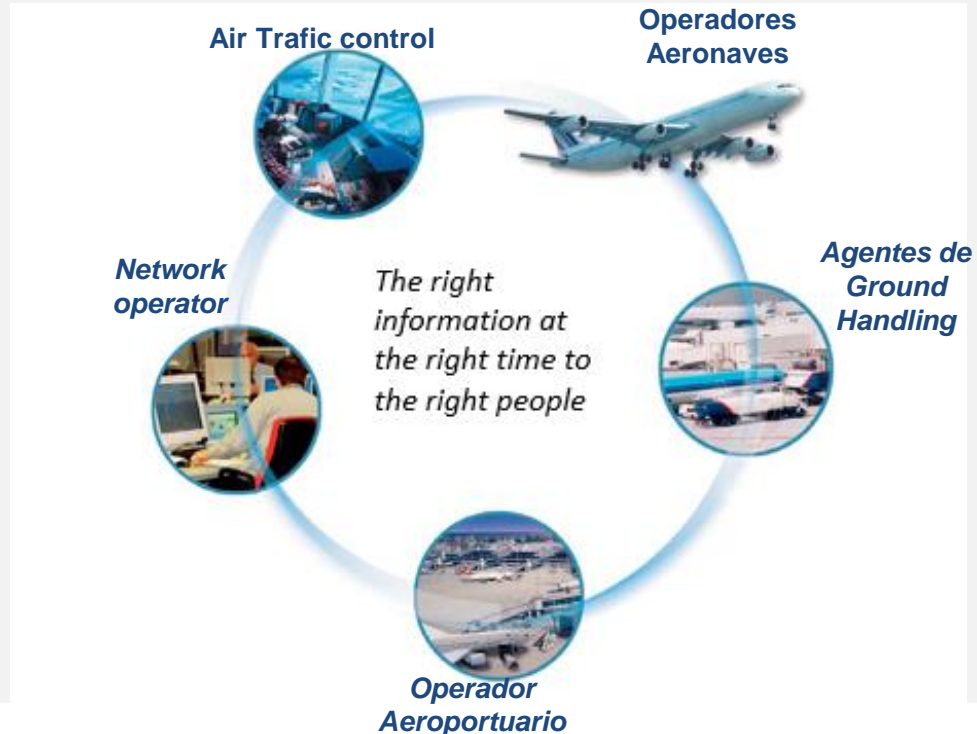 Air Trafic control
Operadores
Aeronaves
Network
operator
The right
information at
the right time to
the right people
Agentes de
Ground
Handling
Operador
Aeroportuario